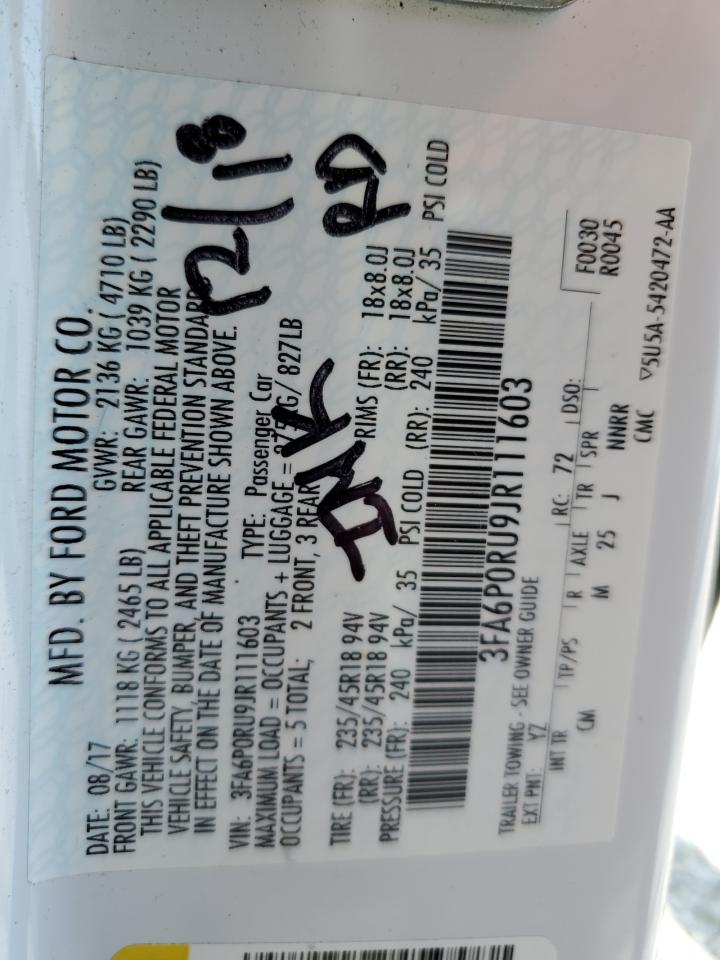 MFD. BY FORD MOTOR CO.
DATE: 08/17 GVWR: 2136 KG ( 4710 LB)
FRONT GAWR: 1118 KG ( 2465 LB) REAR GAWR: 1039 KG ( 2290 LB)
THIS VEHICLE CONFORMS TO ALL APPLICABLE FEDERAL MOTOR
VEHICLE SAFETY, BUMPER, AND THEFT PREVENTION STANDARD
IN EFFECT ON THE DATE OF MANUFACTURE SHOWN ABOVE.
VIN: 3FA6P0RU9JR111603 TYPE: Passenger Car
MAXIMUM LOAD = OCCUPANTS + LUGGAGE = KG/ 827LB
OCCUPANTS = 5 TOTAL; 2 FRONT, 3 REAR
12/18
RD
TIRE (FR): 235/45R18 94V RIMS (FR): 18x8.0J
(RR): 235/45R18 94V (RR): 18x8.0J
PRESSURE (FR): 240 kPa/ 35 PSI COLD (RR): 240 kPa/ 35 PSI COLD
3FA6P0RU9JR111603
TRAILER TOWING - SEE OWNER GUIDE
EXT PNT: YZ RC: 72 DSO: F0030
R0045
INT TR TP/PS R AXLE TR SPR
CM M 25 J NNRR
CMC ▽5U5A-5420472-AA